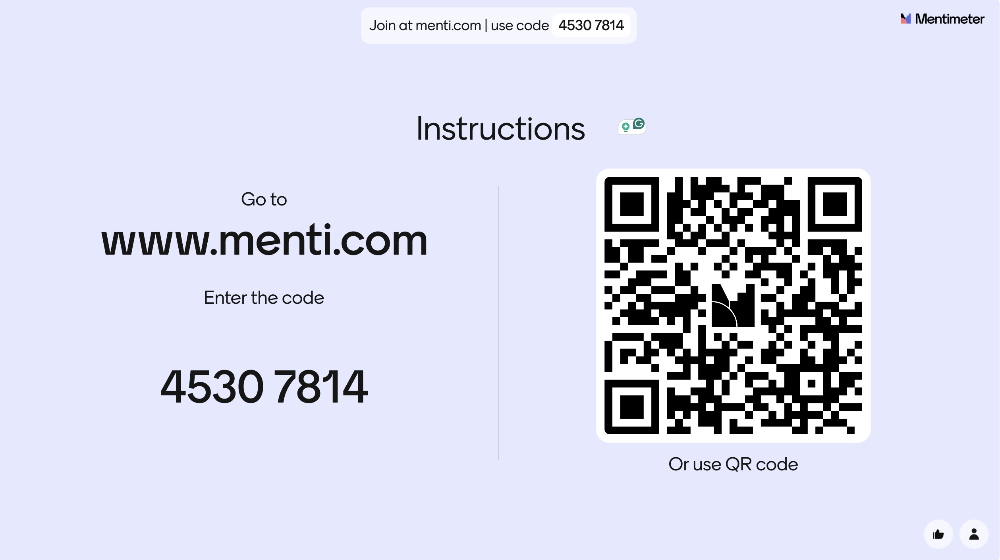 Join at menti.com | use code 4530 7814
Mentimeter
Instructions
Go to
www.menti.com
Enter the code
4530 7814
Or use QR code